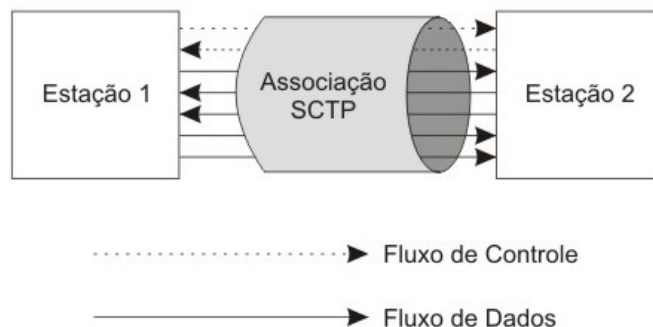 Estação 1
Associação
SCTP
Estação 2
Fluxo de Controle
Fluxo de Dados